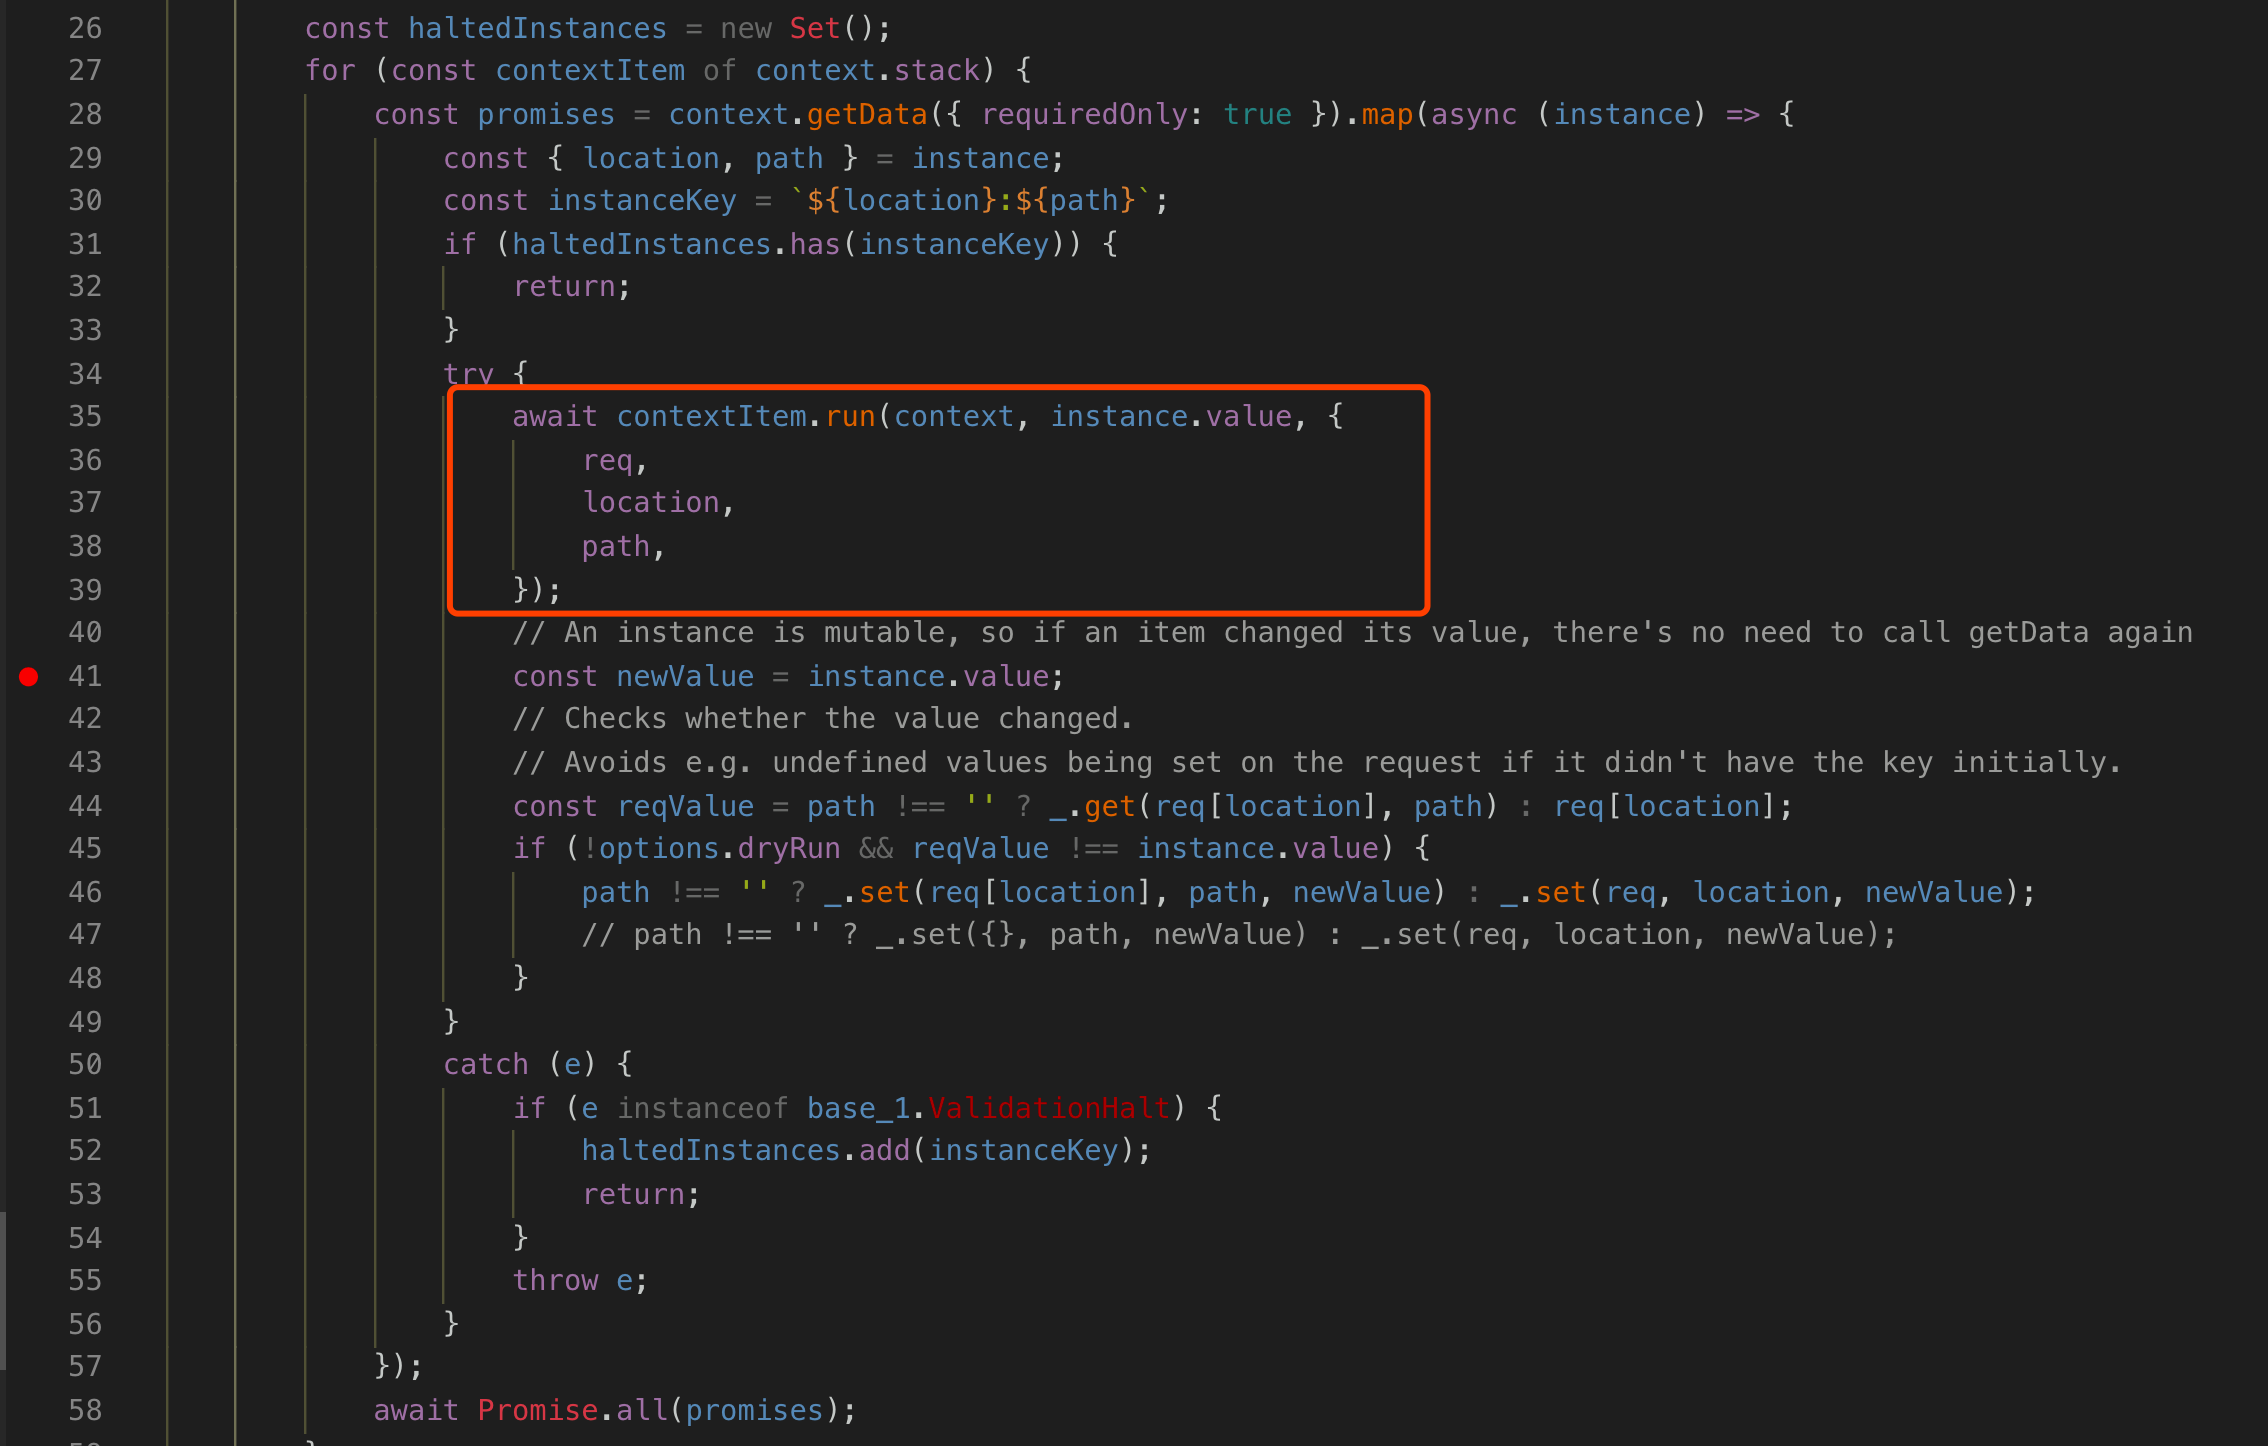 26 const haltedInstances = new Set();
27 for (const contextItem of context.stack) {
28 const promises = context.getData({ requiredOnly: true }).map(async (instance) => {
29 const { location, path } = instance;
30 const instanceKey = `${location}:${path}`;
31 if (haltedInstances.has(instanceKey)) {
32 return;
33 }
34 try {
35 await contextItem.run(context, instance.value, {
36 req,
37 location,
38 path,
39 });
40 // An instance is mutable, so if an item changed its value, there's no need to call getData again
41 const newValue = instance.value;
42 // Checks whether the value changed.
43 // Avoids e.g. undefined values being set on the request if it didn't have the key initially.
44 const reqValue = path !== '' ? _.get(req[location], path) : req[location];
45 if (!options.dryRun && reqValue !== instance.value) {
46 path !== '' ? _.set(req[location], path, newValue) : _.set(req, location, newValue);
47 // path !== '' ? _.set({}, path, newValue) : _.set(req, location, newValue);
48 }
49 }
50 catch (e) {
51 if (e instanceof base_1.ValidationHalt) {
52 haltedInstances.add(instanceKey);
53 return;
54 }
55 throw e;
56 }
57 });
58 await Promise.all(promises);